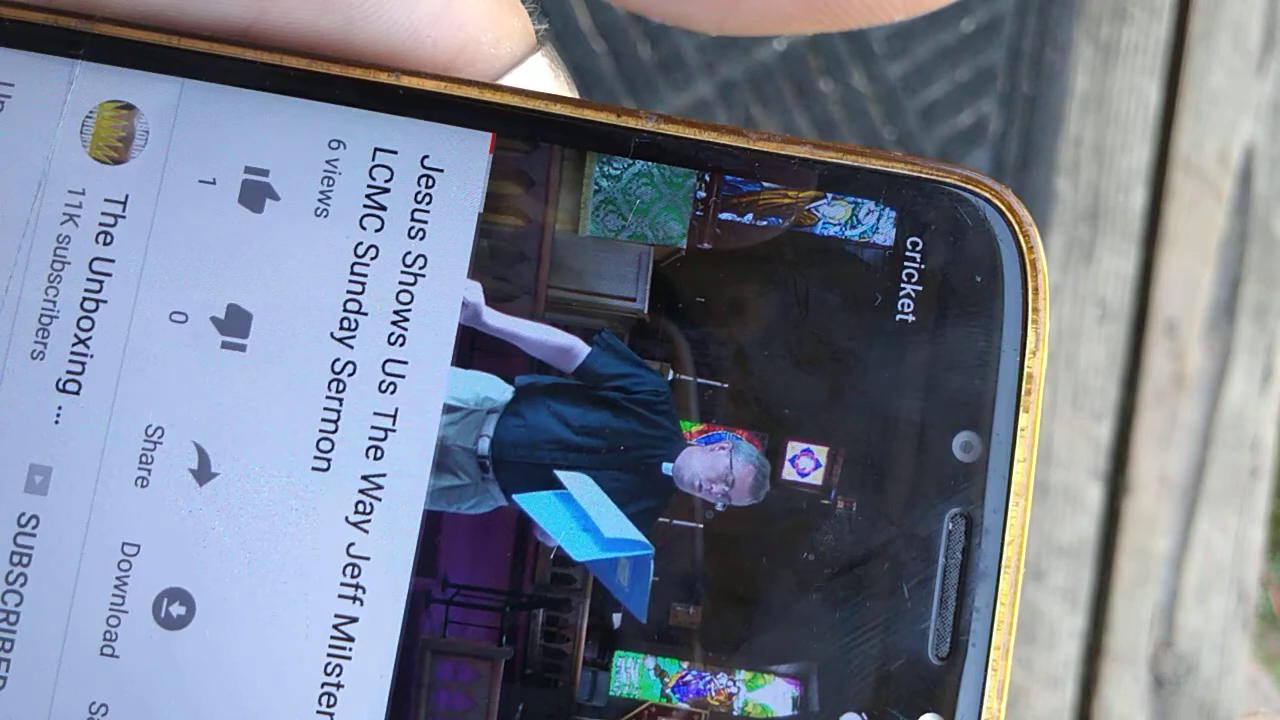 cricket
Jesus Shows Us The Way Jeff Milster
LCMC Sunday Sermon
6 views
1
0
Share
Download
The Unboxing ...
11K subscribers
SUBSCRIBED